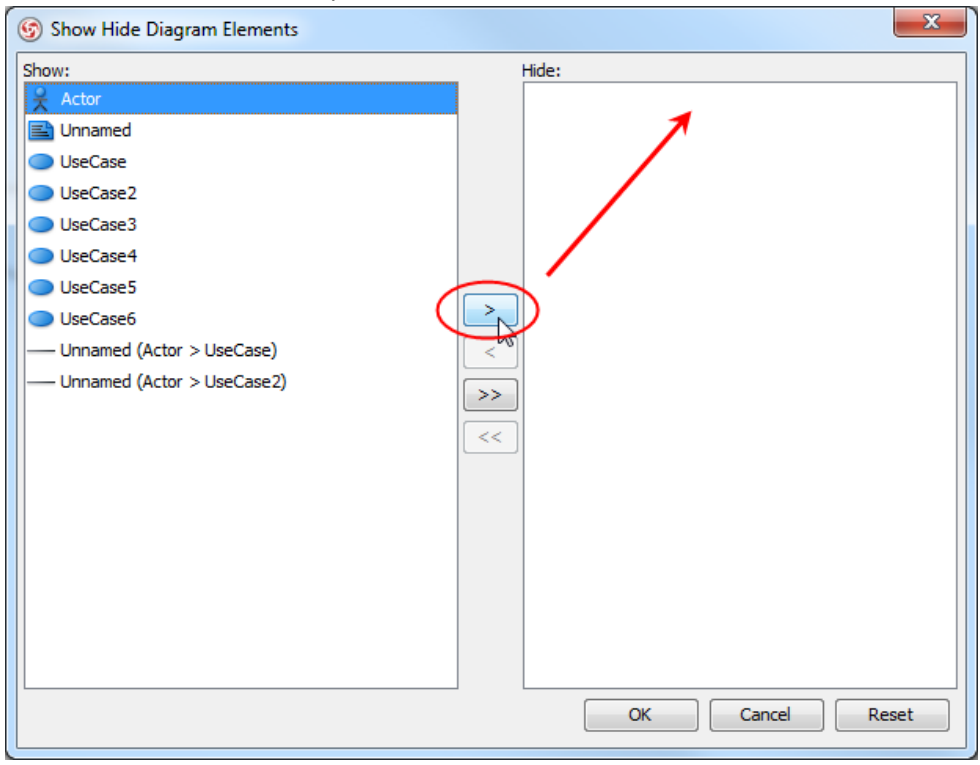 Show Hide Diagram Elements
X
Show:
Hide:
Actor
Unnamed
UseCase
UseCase2
UseCase3
UseCase4
UseCase5
UseCase6
Unnamed (Actor > UseCase)
Unnamed (Actor > UseCase2)
>
<
>>
<<
OK
Cancel
Reset